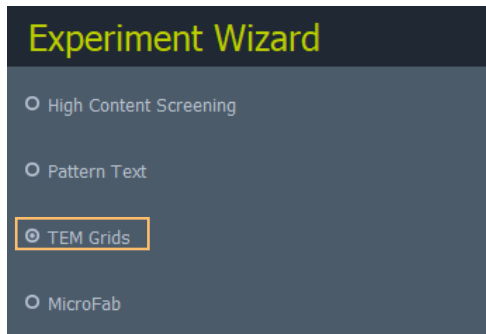 Experiment Wizard
High Content Screening
Pattern Text
TEM Grids
MicroFab